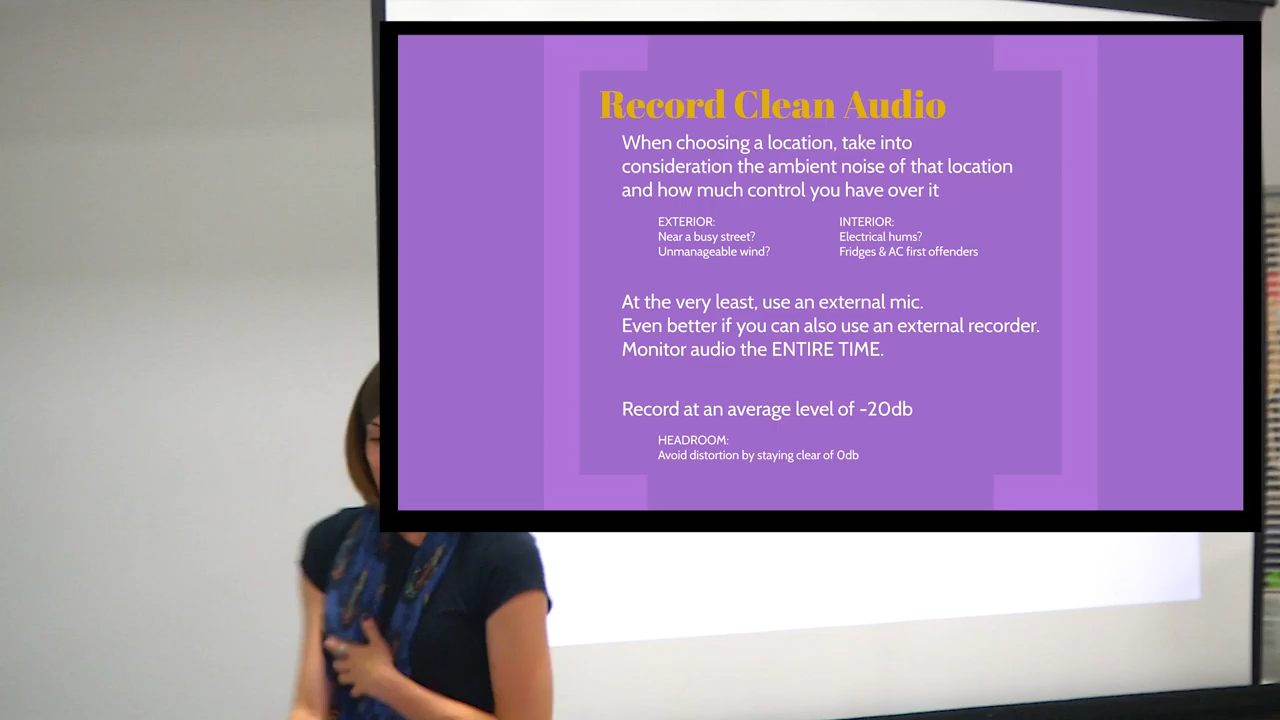 Record Clean Audio
When choosing a location, take into
consideration the ambient noise of that location
and how much control you have over it
EXTERIOR:
Near a busy street?
Unmanageable wind?
INTERIOR:
Electrical hums?
Fridges & AC first offenders
At the very least, use an external mic.
Even better if you can also use an external recorder.
Monitor audio the ENTIRE TIME.
Record at an average level of -20db
HEADROOM:
Avoid distortion by staying clear of 0db